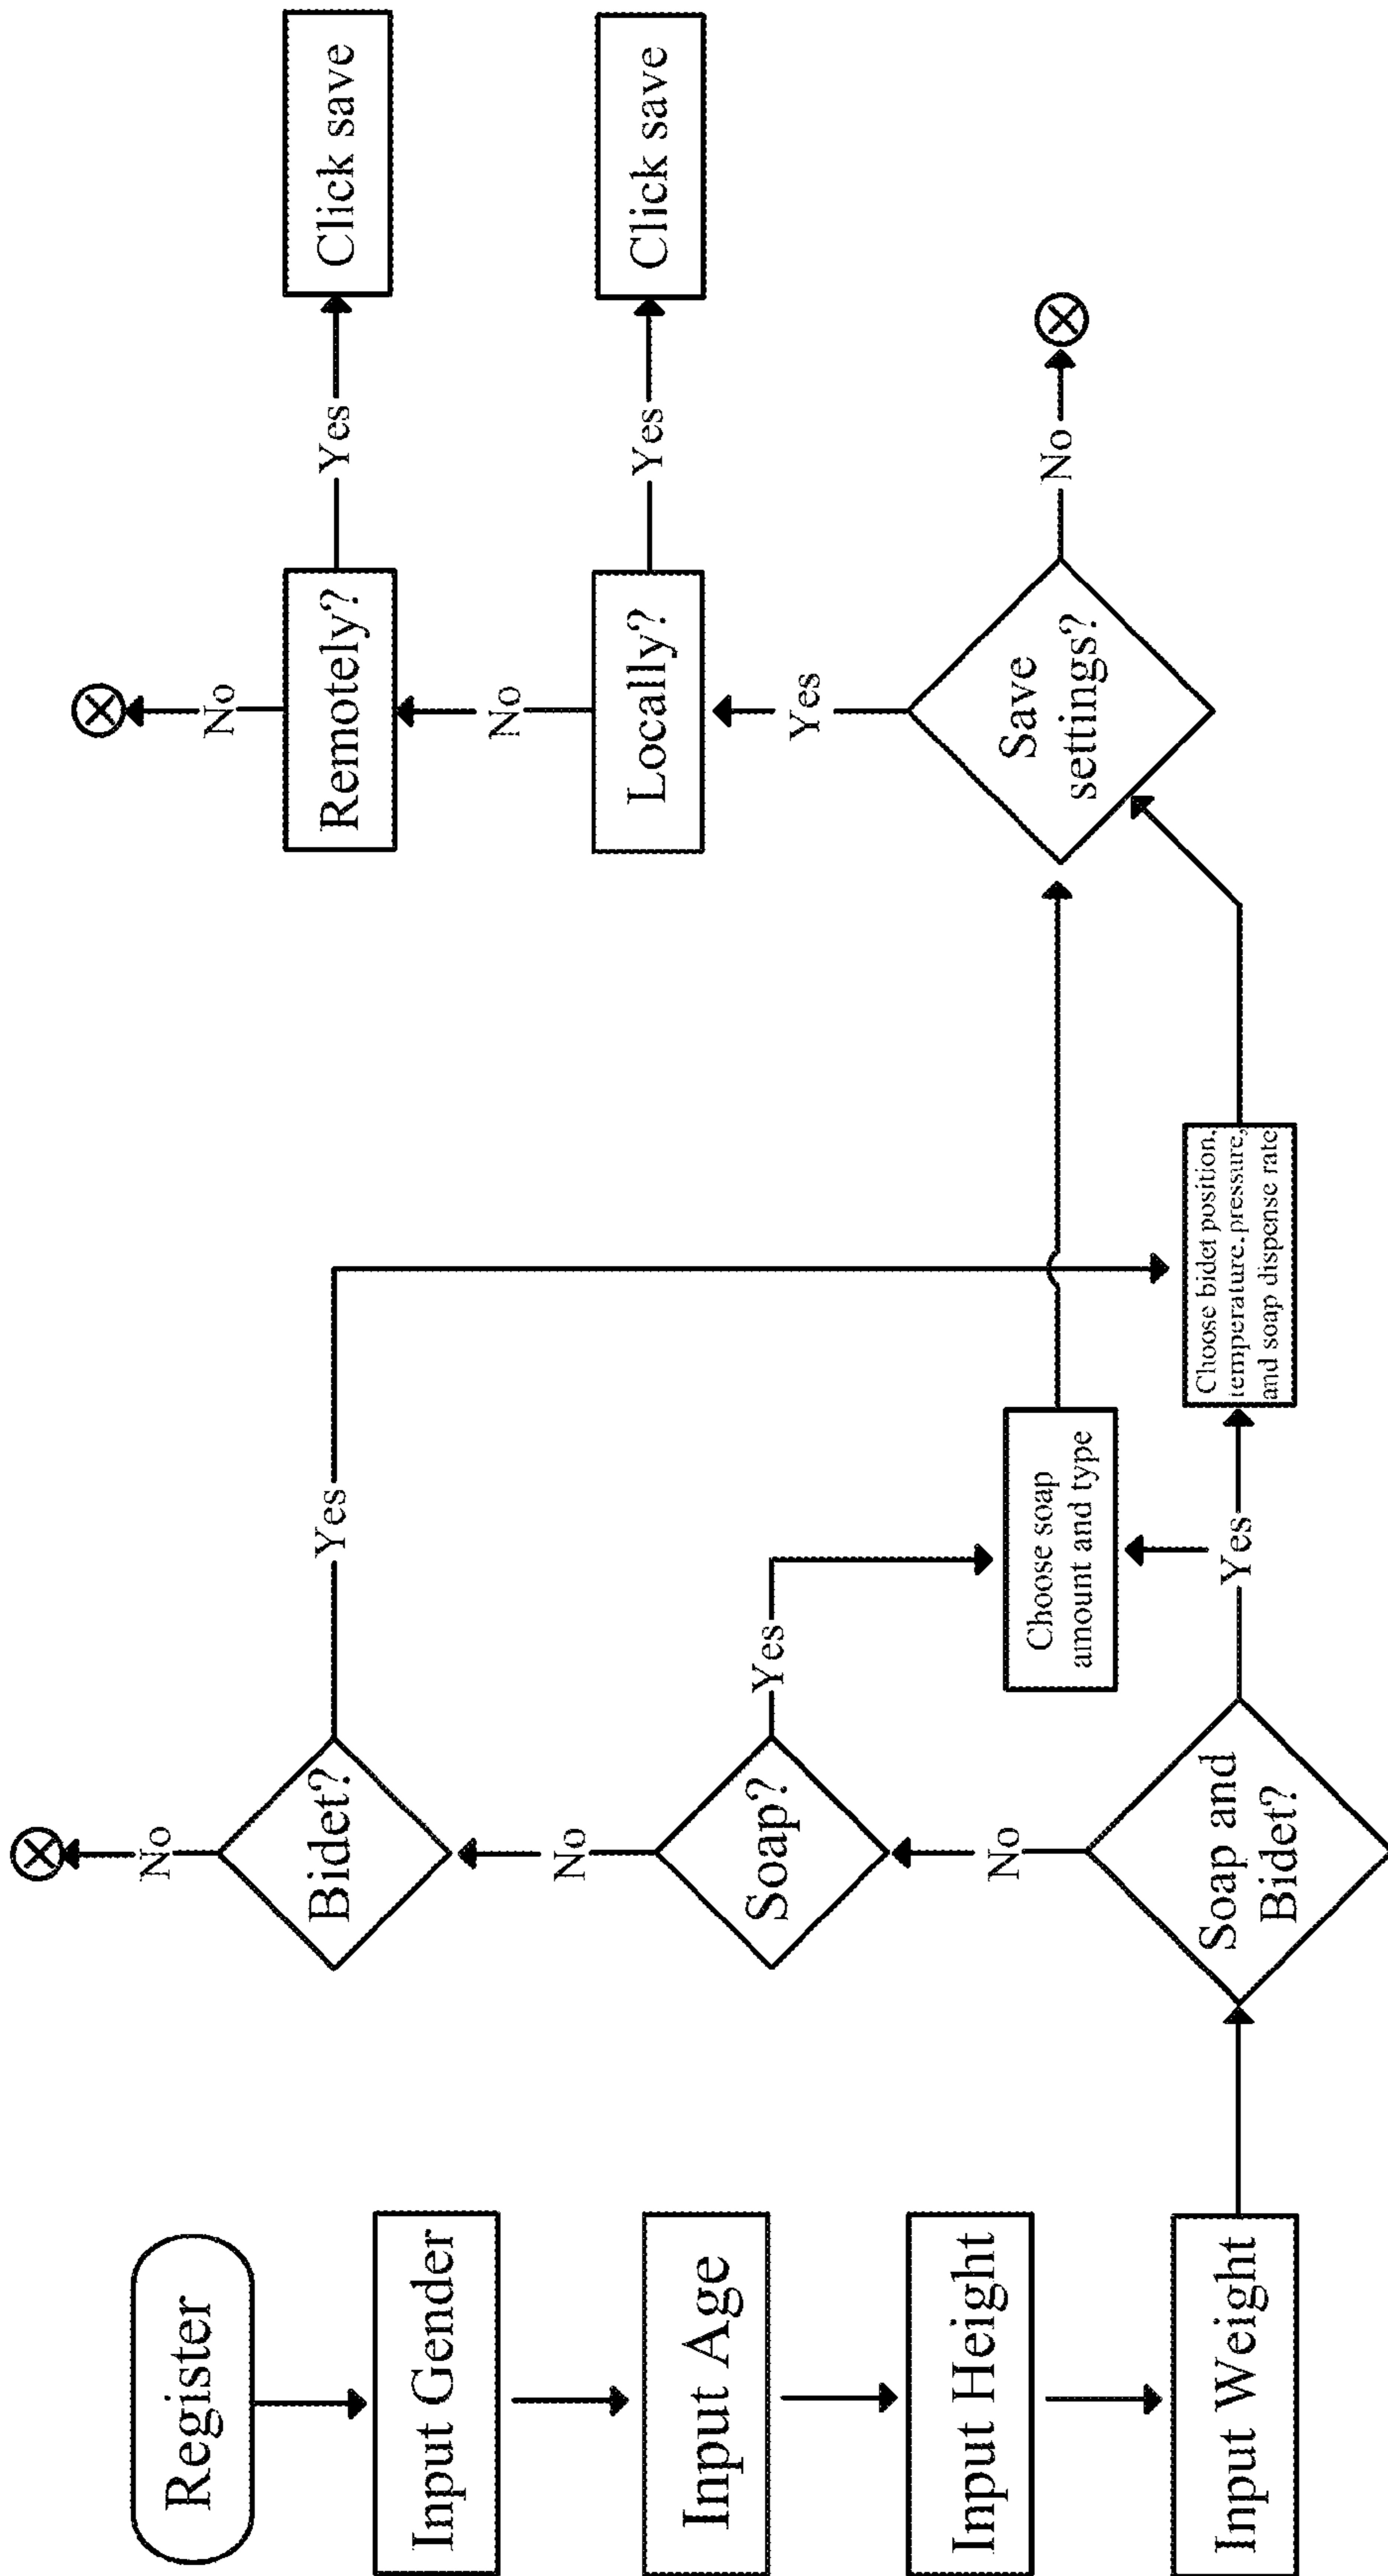 Register
Input Gender
Input Age
Input Height
Input Weight
Soap and
Bidet?
No
Yes
Soap?
No
Yes
Bidet?
No
Yes
Choose soap
amount and type
Choose bidet position,
temperature, pressure,
and soap dispense rate
Save
settings?
No
Yes
Locally?
No
Yes
Click save
Remotely?
No
Yes
Click save